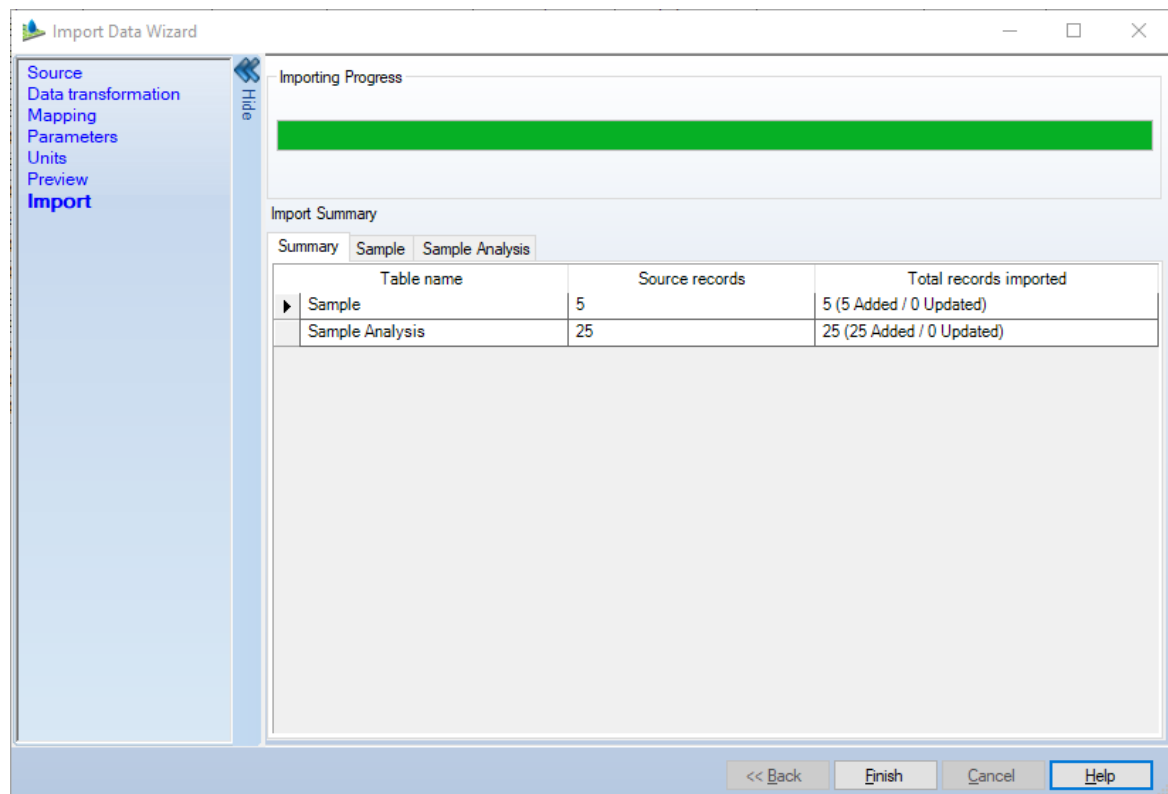 Import Data Wizard
Source
Data transformation
Mapping
Parameters
Units
Preview
Import
Hide
Importing Progress
Import Summary
Summary Sample Sample Analysis
Table name Source records Total records imported
Sample 5 5 (5 Added / 0 Updated)
Sample Analysis 25 25 (25 Added / 0 Updated)
<< Back Finish Cancel Help